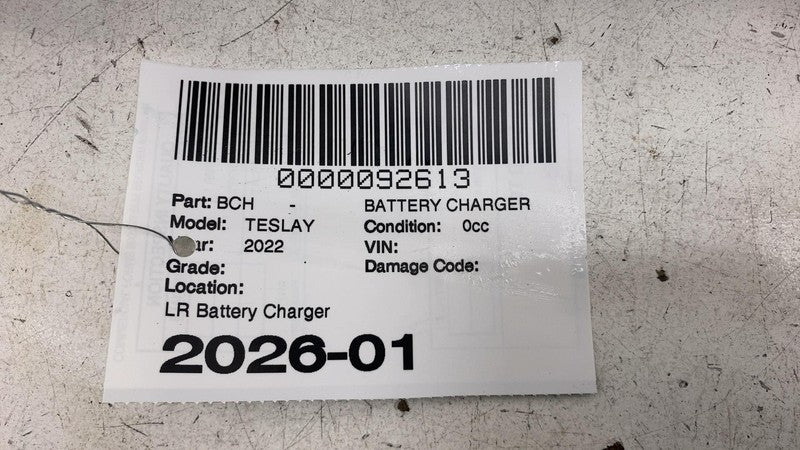 0000092613
Part: BCH - BATTERY CHARGER
Model: TESLAY Condition: 0cc
ar: 2022 VIN:
Grade: Damage Code:
Location:
LR Battery Charger
2026-01